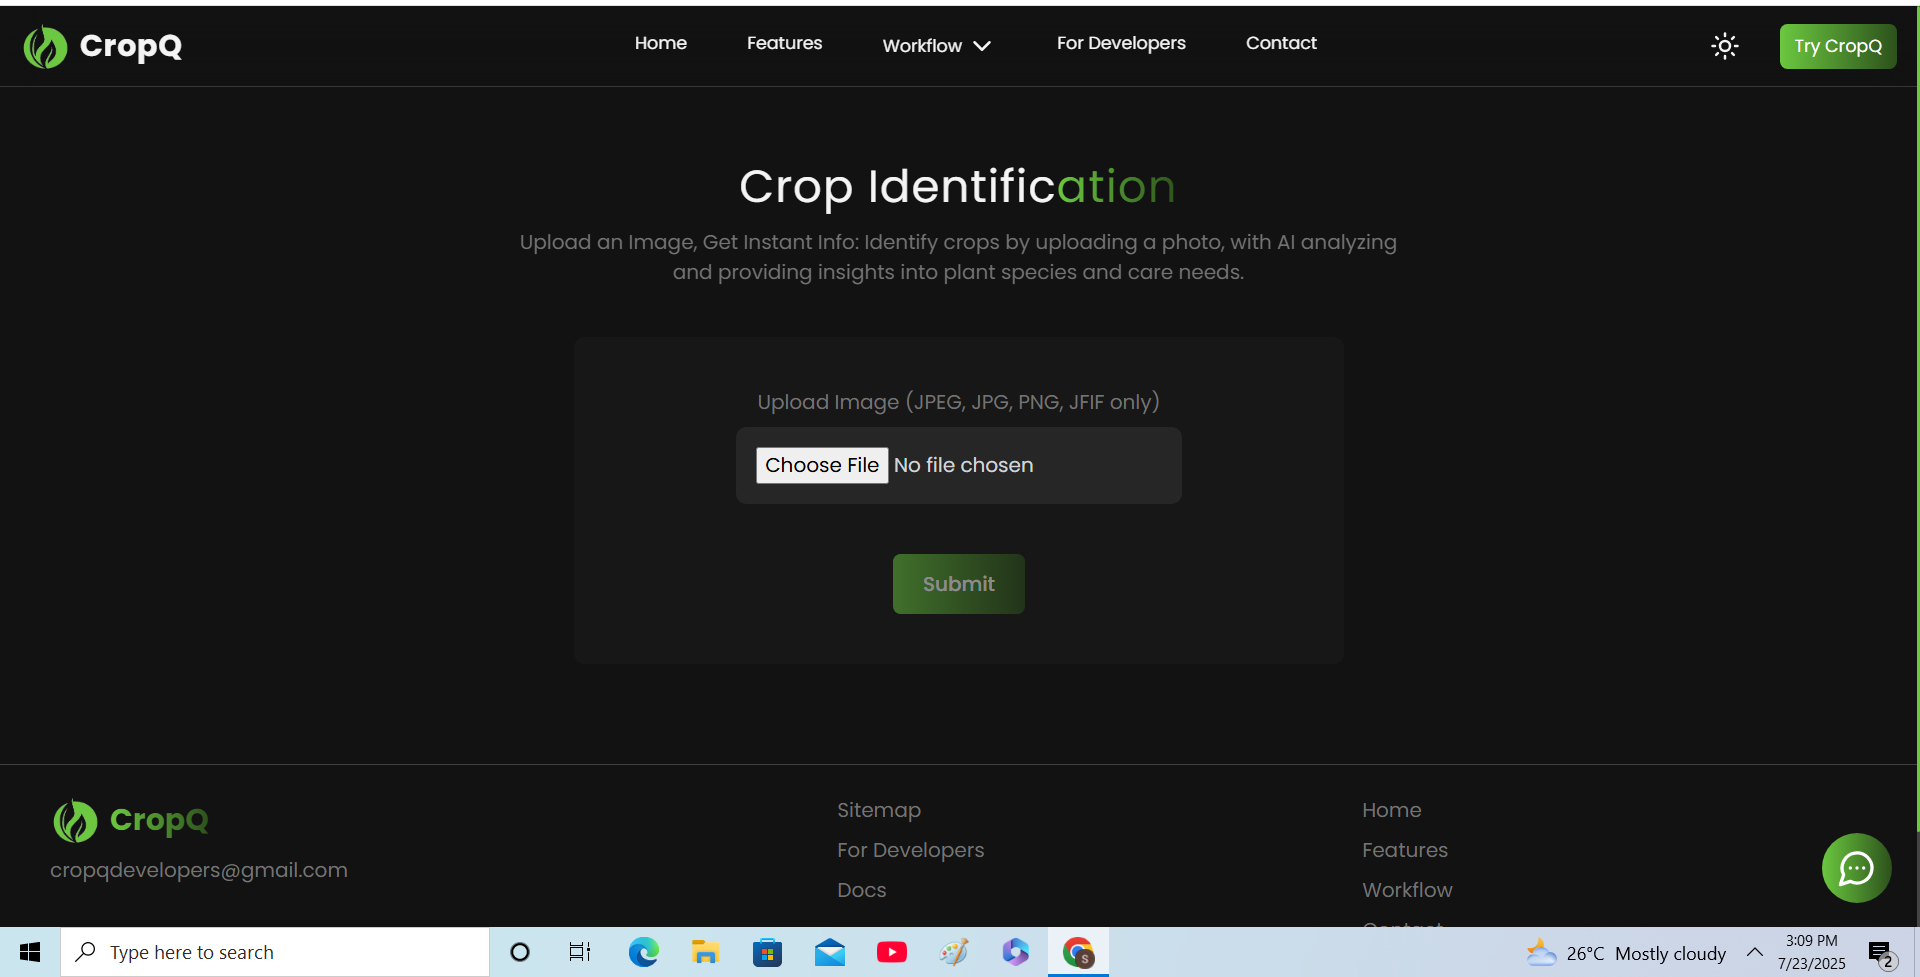 CropQ
Home
Features
Workflow
For Developers
Contact
Try CropQ
Crop Identification
Upload an Image, Get Instant Info: Identify crops by uploading a photo, with AI analyzing
and providing insights into plant species and care needs.
Upload Image (JPEG, JPG, PNG, JFIF only)
Choose File No file chosen
Submit
CropQ
cropqdevelopers@gmail.com
Sitemap
For Developers
Docs
Home
Features
Workflow
Contact
Type here to search
S
26°C Mostly cloudy
3:09 PM
7/23/2025
2